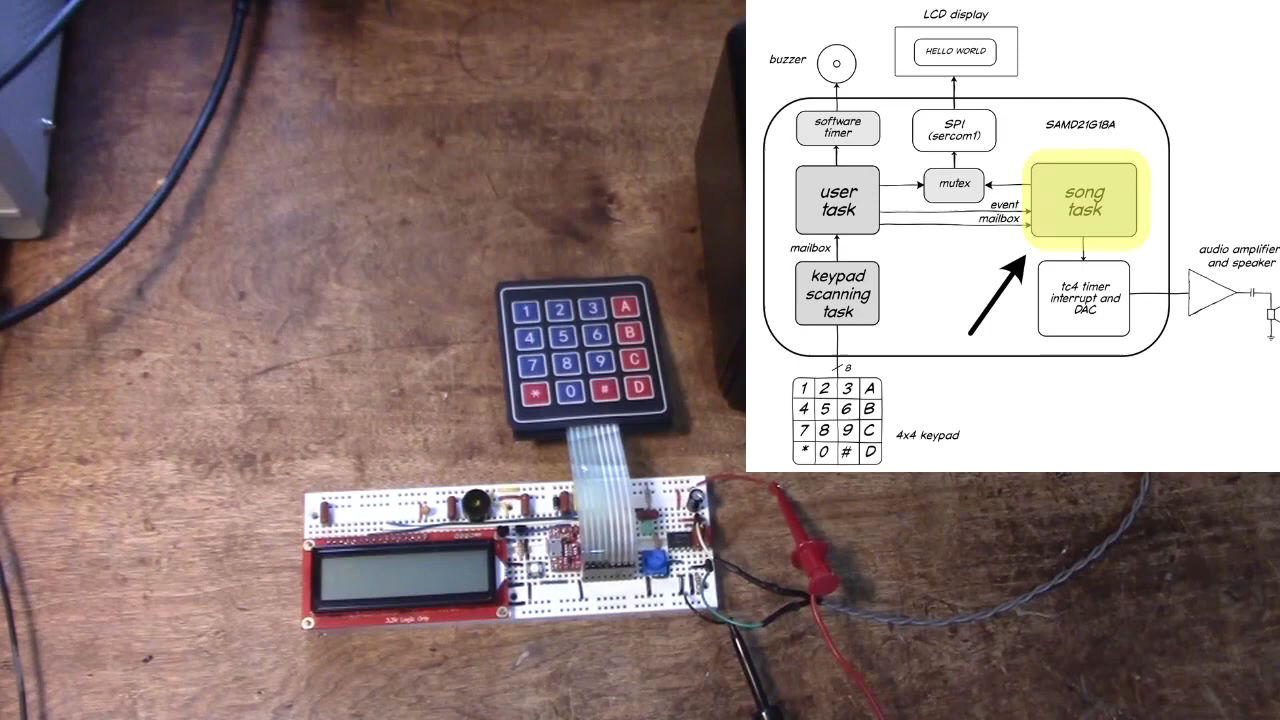 LCD display
HELLO WORLD
buzzer
software
timer
SPI
(sercom1)
SAMD21G18A
user
task
mutex
song
task
event
mailbox
mailbox
keypad
scanning
task
tc4 timer
interrupt and
DAC
audio amplifier
and speaker
8
1 2 3 A
4 5 6 B
7 8 9 C
* 0 # D
4x4 keypad
1 2 3 A
4 5 6 B
7 8 9 C
* 0 # D
3.3V Logic Only